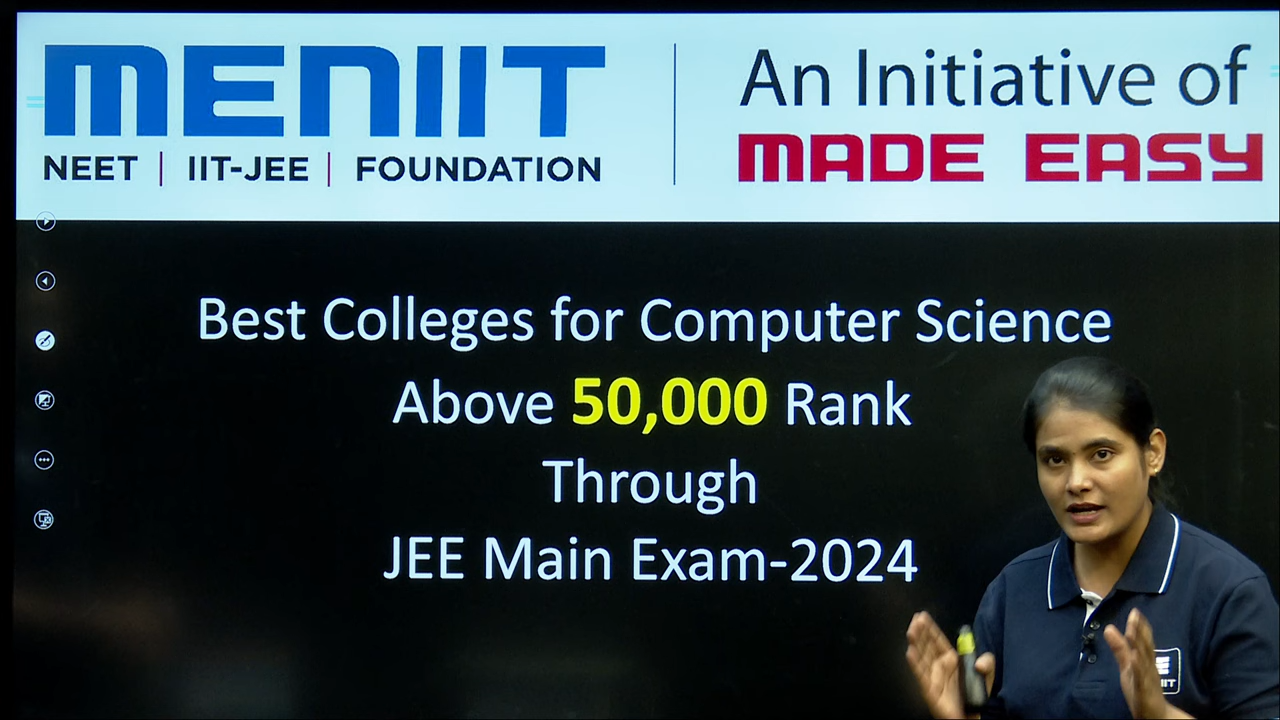 MENIIT
NEET | IIT-JEE | FOUNDATION
An Initiative of
MADE EASY
Best Colleges for Computer Science
Above 50,000 Rank
Through
JEE Main Exam-2024